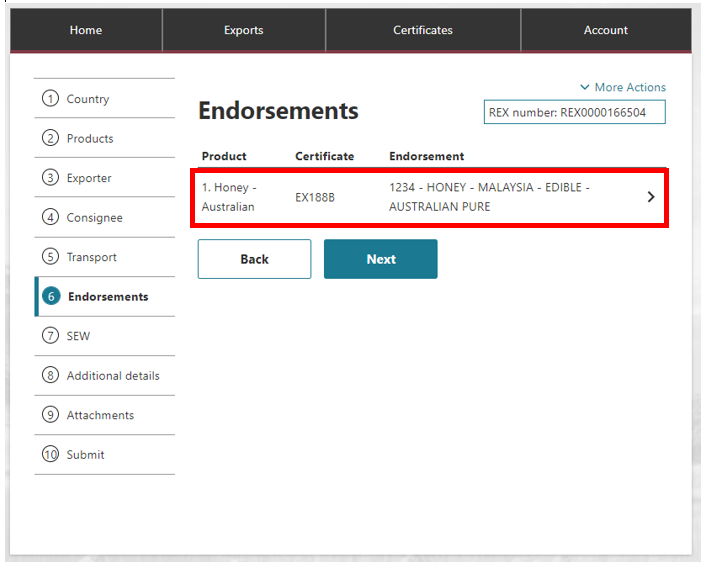 Home Exports Certificates Account
1 Country
2 Products
3 Exporter
4 Consignee
5 Transport
6 Endorsements
7 SEW
8 Additional details
9 Attachments
10 Submit
More Actions
Endorsements
REX number: REX0000166504
Product Certificate Endorsement
1. Honey -
Australian
EX188B
1234 - HONEY - MALAYSIA - EDIBLE -
AUSTRALIAN PURE
Back Next